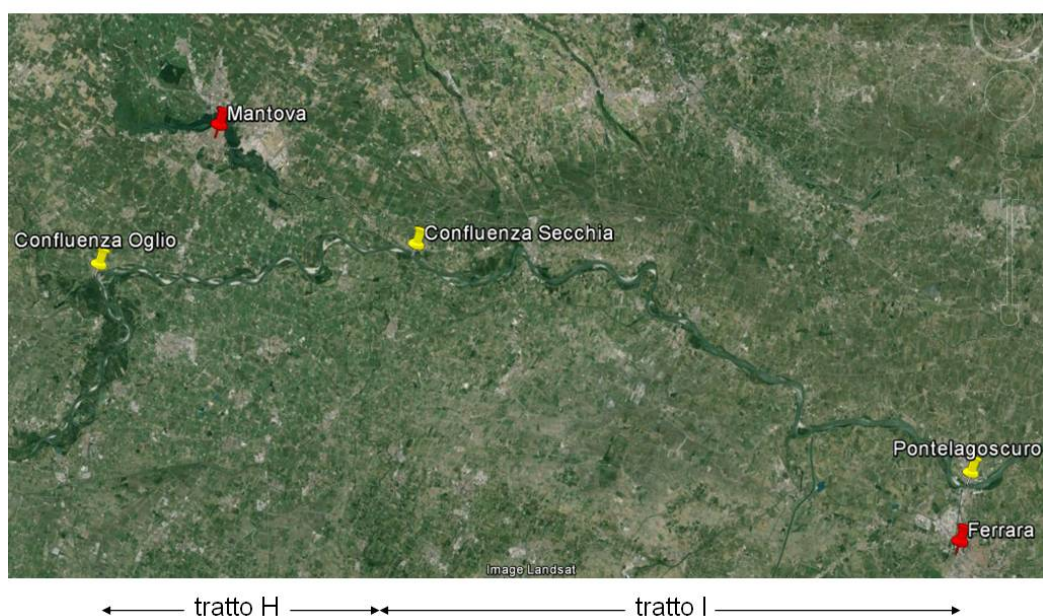 Mantova
Confluenza Oglio
Confluenza Secchia
Pontelagoscuro
Ferrara
Image Landsat
tratto H
tratto I